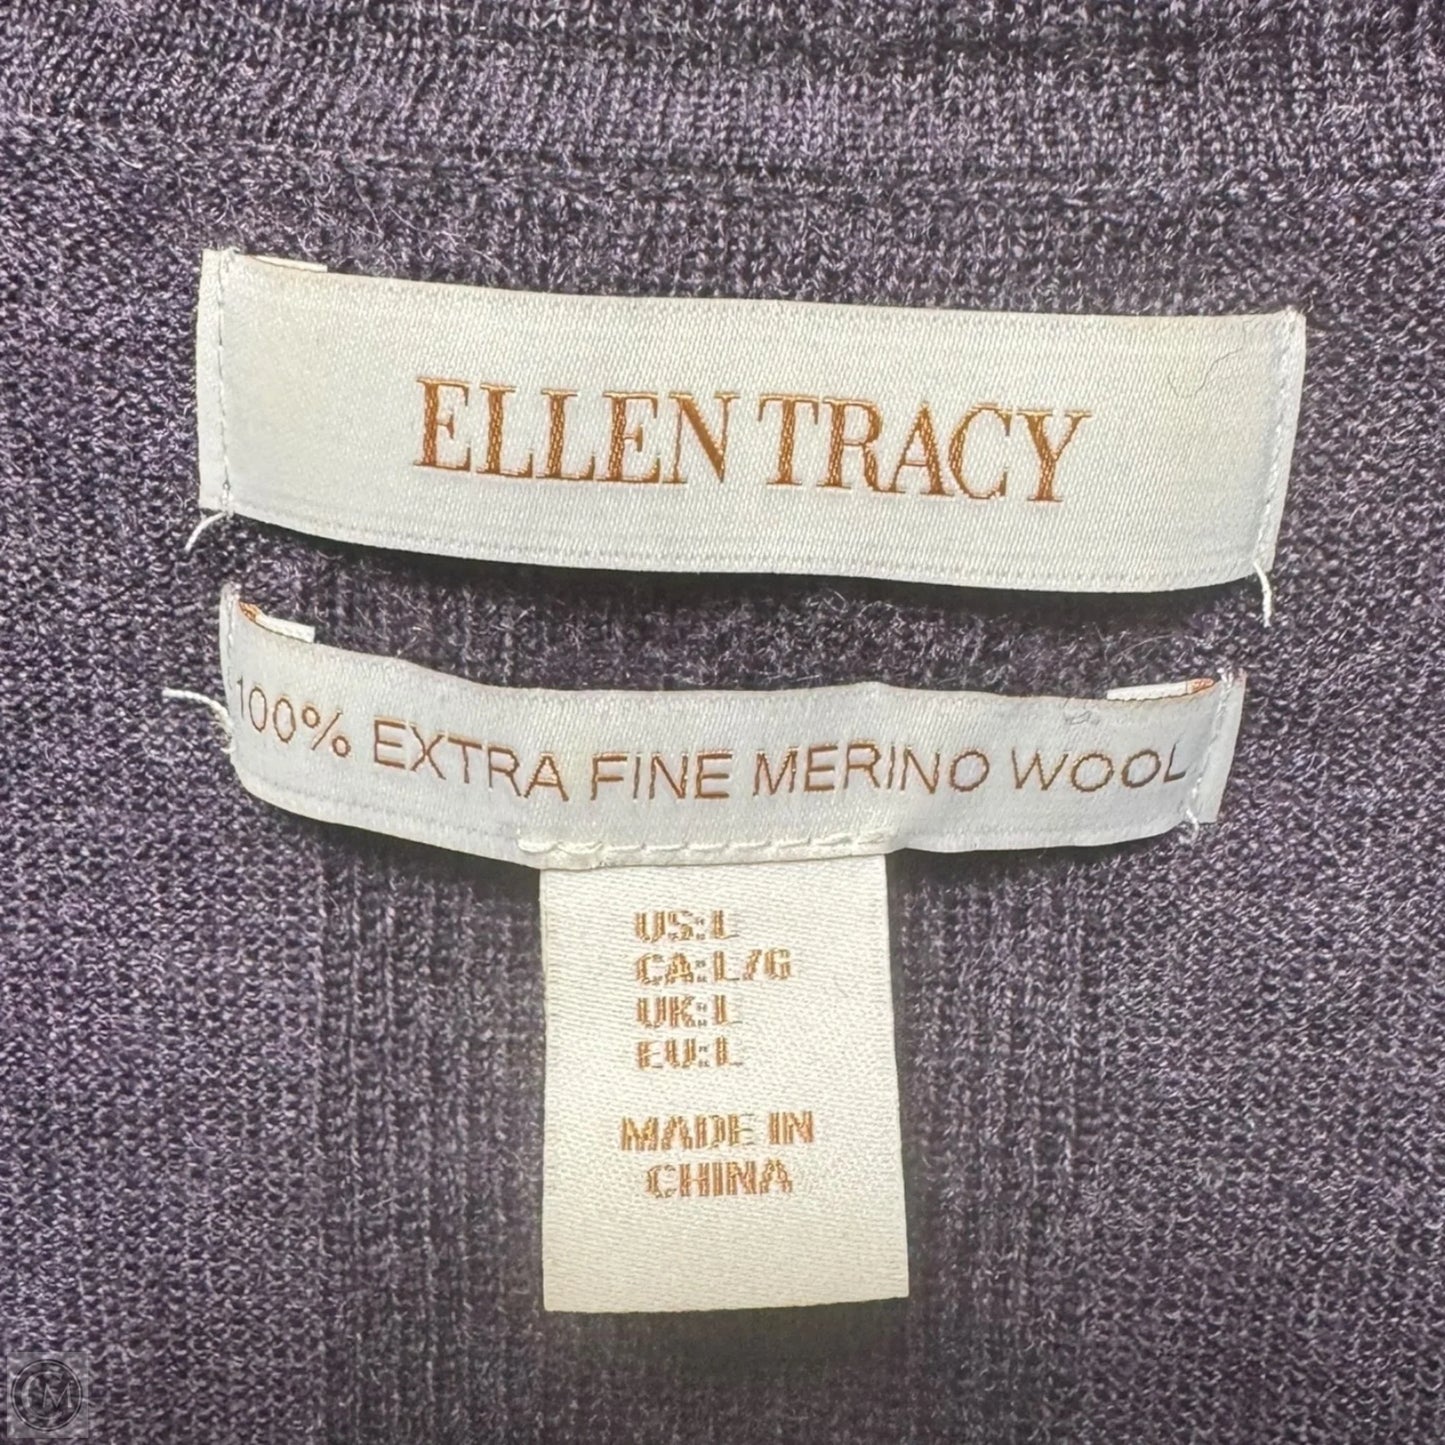 ELLEN TRACY
100% EXTRA FINE MERINO WOOL
US:L
CA:L/G
UK:L
EU:L
MADE IN
CHINA